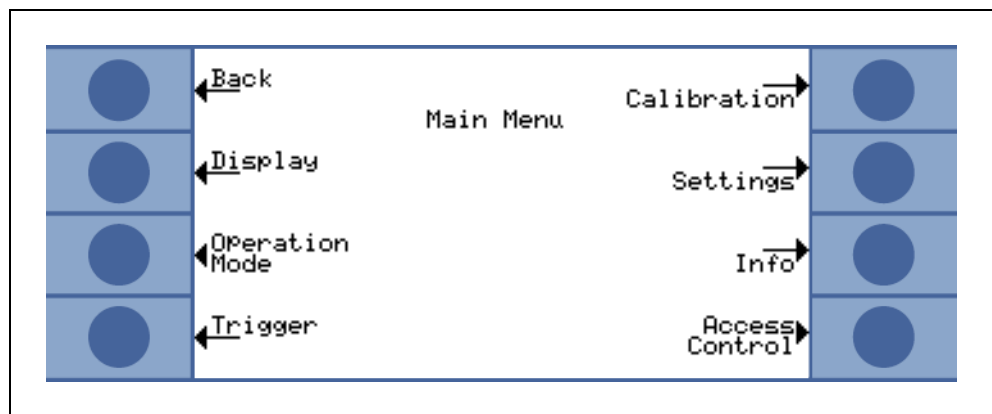 Back
Calibration
Main Menu
Display
Settings
Operation
Mode
Info
Trigger
Access
Control